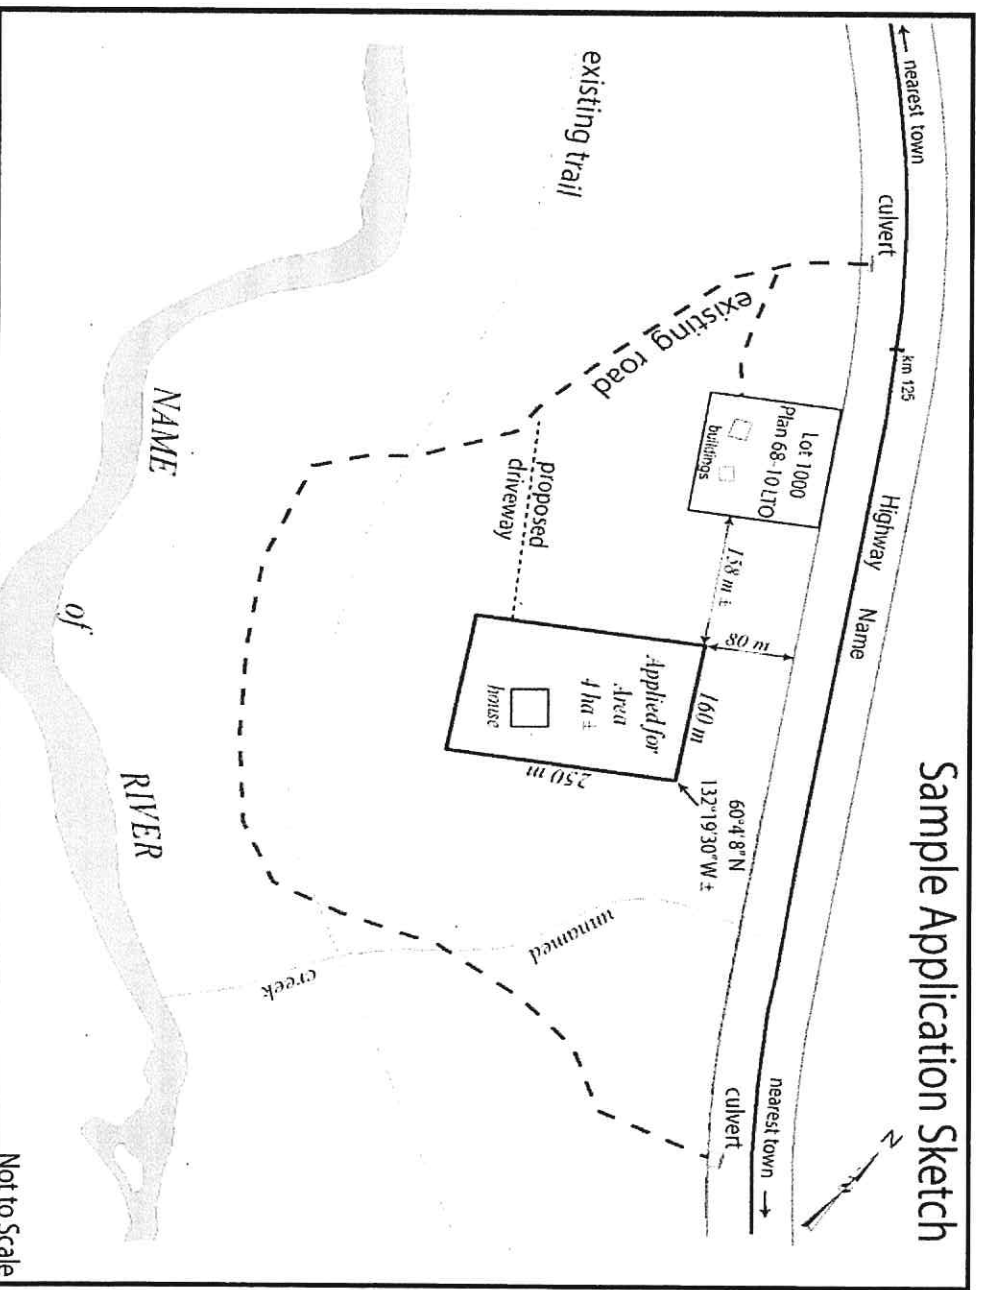 Sample Application Sketch
N
← nearest town
culvert
km 125
Highway Name
nearest town →
culvert
Lot 1000
Plan 68-10 LTO
buildings
158 m ±
80 m
160 m
60°4'8"N
132°19'30"W±
Applied for
Area
4 ha ±
house
250 m
existing trail
existing road
proposed
driveway
unnamed
creek
NAME
of
RIVER
Not to Scale